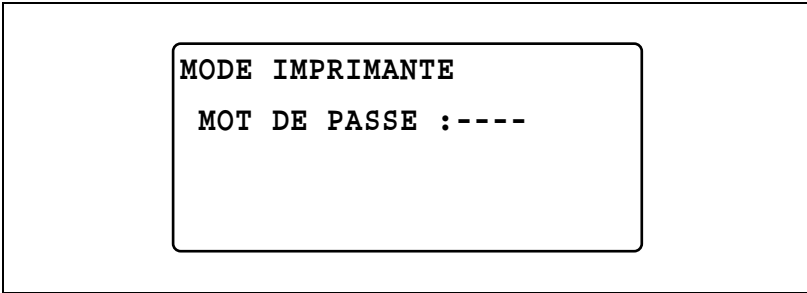 MODE IMPRIMANTE
MOT DE PASSE :----